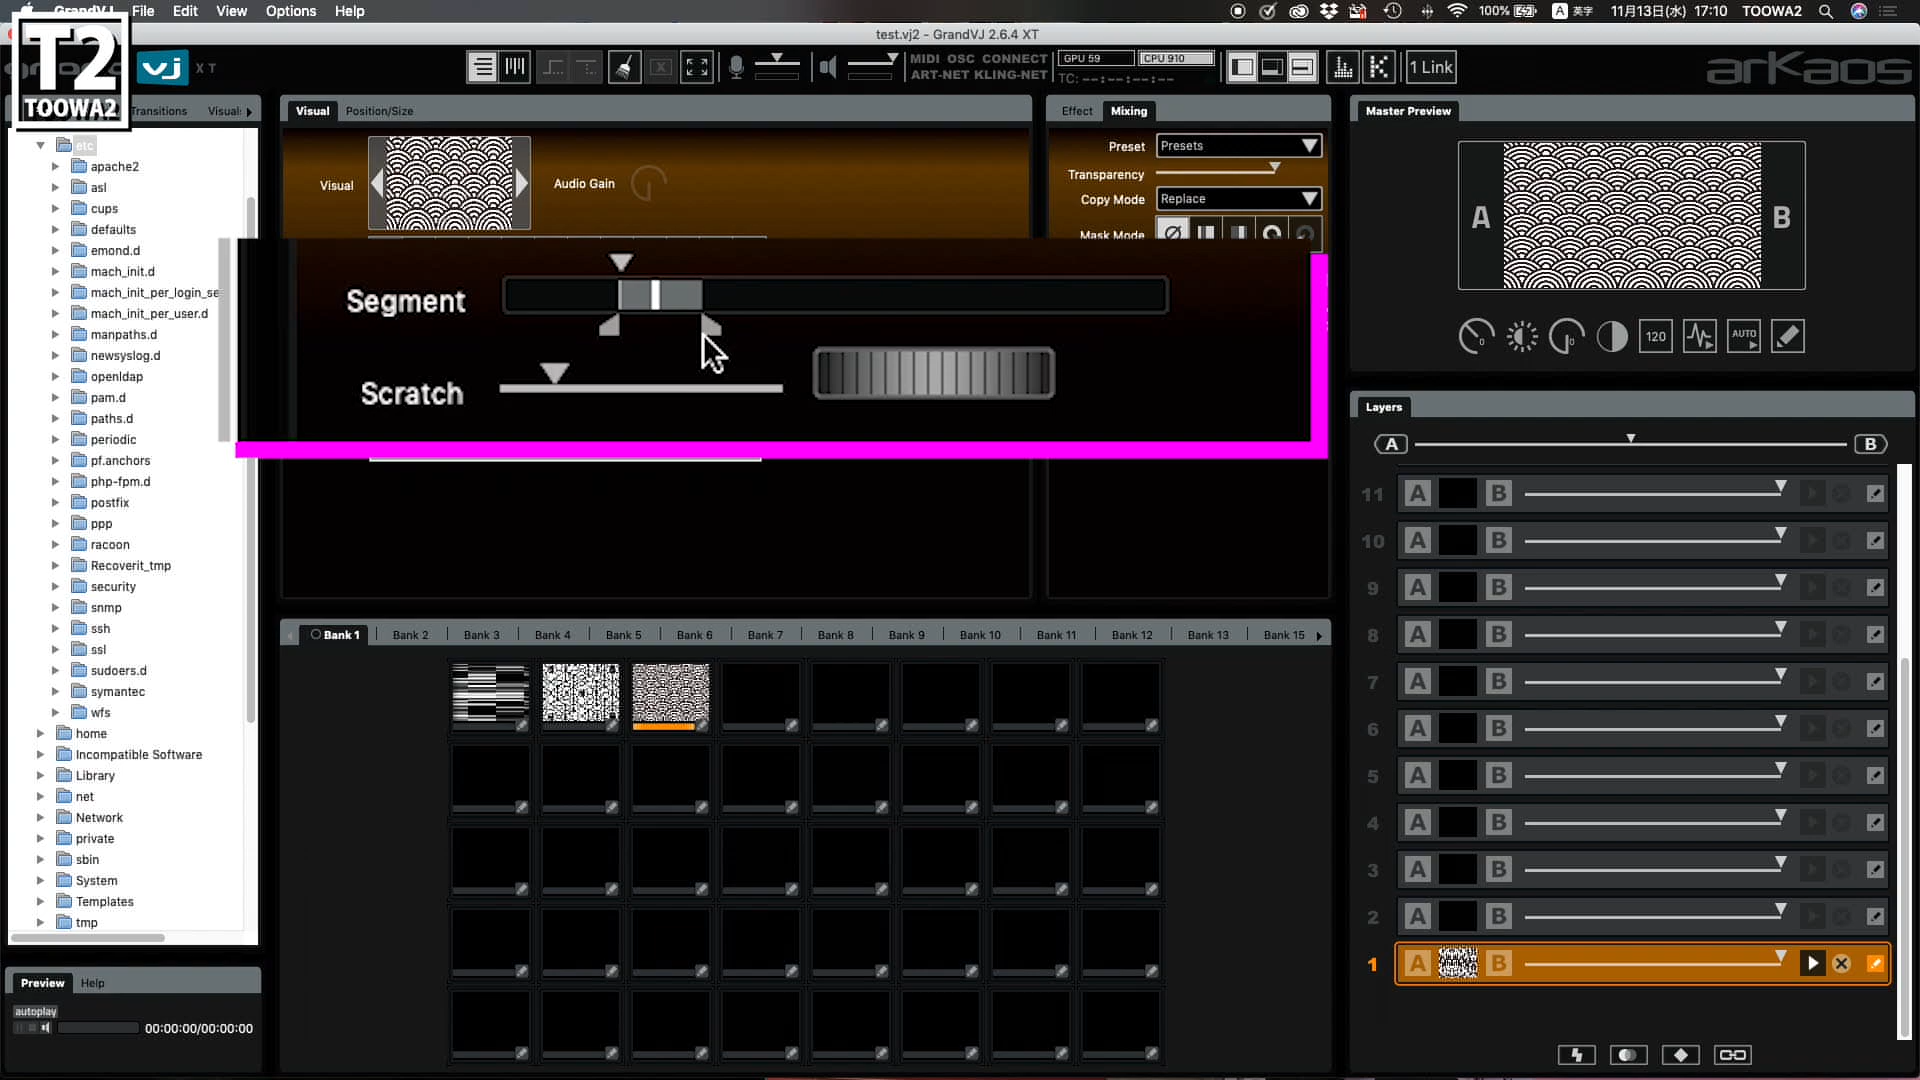 GrandVJ File Edit View Options Help
100% A 英字 11月13日(水) 17:10 TOOWA2
test.vj2 - GrandVJ 2.6.4 XT
T2
TOOWA2
vj XT
MIDI OSC CONNECT
ART-NET KLING-NET
GPU 59
CPU 910
TC: --:--:--:--
1 Link
arKaos
Transitions Visual
etc
apache2
asl
cups
defaults
emond.d
mach_init.d
mach_init_per_login_se
mach_init_per_user.d
manpaths.d
newsyslog.d
openldap
pam.d
paths.d
periodic
pf.anchors
php-fpm.d
postfix
ppp
racoon
Recoverit_tmp
security
snmp
ssh
ssl
sudoers.d
symantec
wfs
home
Incompatible Software
Library
net
Network
private
sbin
System
Templates
tmp
Preview Help
autoplay
00:00:00/00:00:00
Visual Position/Size
Visual
Audio Gain
Segment
Scratch
Effect Mixing
Preset Presets
Transparency
Copy Mode Replace
Mask Mode
Bank 1 Bank 2 Bank 3 Bank 4 Bank 5 Bank 6 Bank 7 Bank 8 Bank 9 Bank 10 Bank 11 Bank 12 Bank 13 Bank 15
Master Preview
A B
0 0 120 AUTO
Layers
A B
11 A B
10 A B
9 A B
8 A B
7 A B
6 A B
5 A B
4 A B
3 A B
2 A B
1 A B